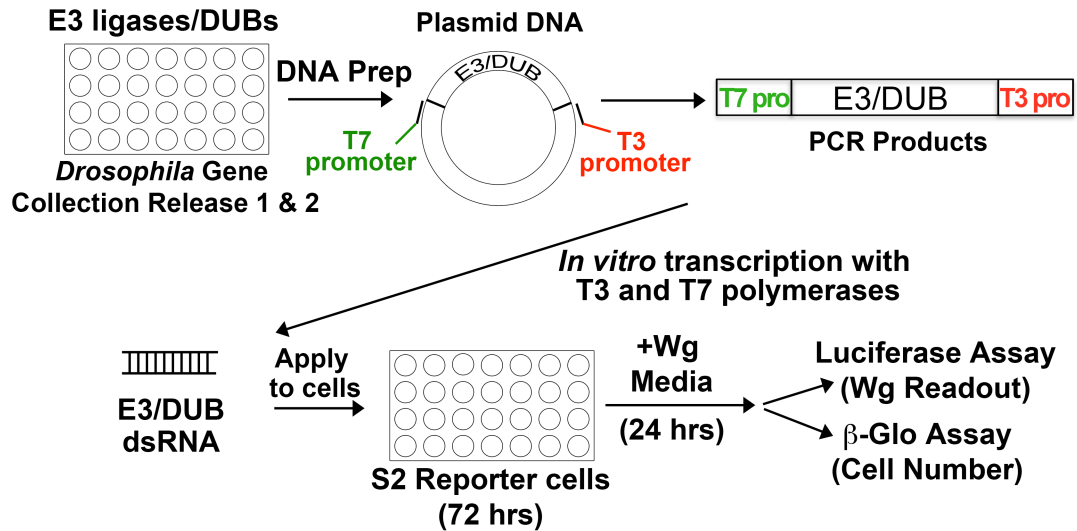 E3 ligases/DUBs
DNA Prep
Drosophila Gene
Collection Release 1 & 2
Plasmid DNA
E3/DUB
T7
promoter
T3
promoter
T7 pro E3/DUB T3 pro
PCR Products
In vitro transcription with
T3 and T7 polymerases
E3/DUB
dsRNA
Apply
to cells
S2 Reporter cells
(72 hrs)
+Wg
Media
(24 hrs)
Luciferase Assay
(Wg Readout)
β-Glo Assay
(Cell Number)